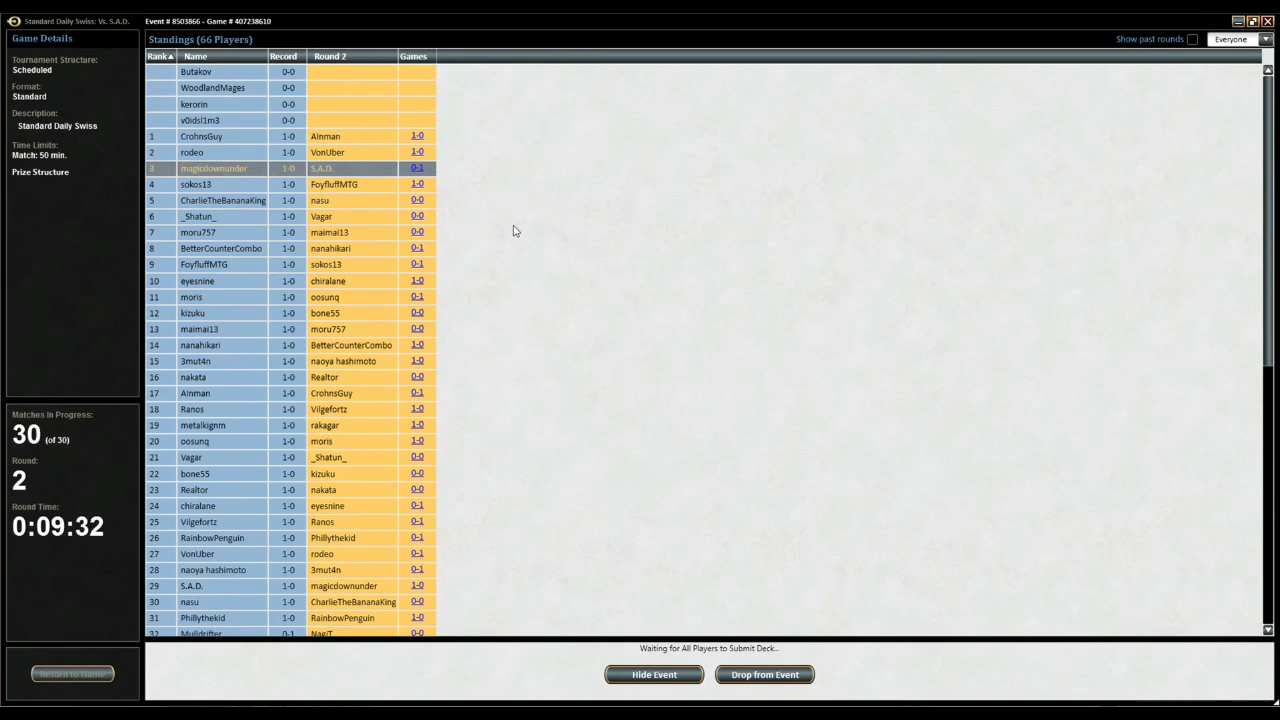 Standard Daily Swiss: Vs. S.A.D. Event # 8503866 - Game # 407238610
Game Details
Tournament Structure:
Scheduled
Format:
Standard
Description:
Standard Daily Swiss
Time Limits:
Match: 50 min.
Prize Structure
Matches In Progress:
30 (of 30)
Round:
2
Round Time:
0:09:32
Return to Game
Standings (66 Players)
Show past rounds Everyone
Rank Name Record Round 2 Games
Butakov 0-0
WoodlandMages 0-0
kerorin 0-0
v0idsl1m3 0-0
1 CrohnsGuy 1-0 AInman 1-0
2 rodeo 1-0 VonUber 1-0
3 magicdownunder 1-0 S.A.D. 0-1
4 sokos13 1-0 FoyfluffMTG 1-0
5 CharlieTheBananaKing 1-0 nasu 0-0
6 _Shatun_ 1-0 Vagar 0-0
7 moru757 1-0 maimai13 0-0
8 BetterCounterCombo 1-0 nanahikari 0-1
9 FoyfluffMTG 1-0 sokos13 0-1
10 eyesnine 1-0 chiralane 1-0
11 moris 1-0 oosunq 0-1
12 kizuku 1-0 bone55 0-0
13 maimai13 1-0 moru757 0-0
14 nanahikari 1-0 BetterCounterCombo 1-0
15 3mut4n 1-0 naoya hashimoto 1-0
16 nakata 1-0 Realtor 0-0
17 AInman 1-0 CrohnsGuy 0-1
18 Ranos 1-0 Vilgefortz 1-0
19 metalkignm 1-0 rakagar 1-0
20 oosunq 1-0 moris 1-0
21 Vagar 1-0 _Shatun_ 0-0
22 bone55 1-0 kizuku 0-0
23 Realtor 1-0 nakata 0-0
24 chiralane 1-0 eyesnine 0-1
25 Vilgefortz 1-0 Ranos 0-1
26 RainbowPenguin 1-0 Phillythekid 0-1
27 VonUber 1-0 rodeo 0-1
28 naoya hashimoto 1-0 3mut4n 0-1
29 S.A.D. 1-0 magicdownunder 1-0
30 nasu 1-0 CharlieTheBananaKing 0-0
31 Phillythekid 1-0 RainbowPenguin 1-0
32 Mulldrifter 0-1 NagiT 0-0
Waiting for All Players to Submit Deck...
Hide Event Drop from Event